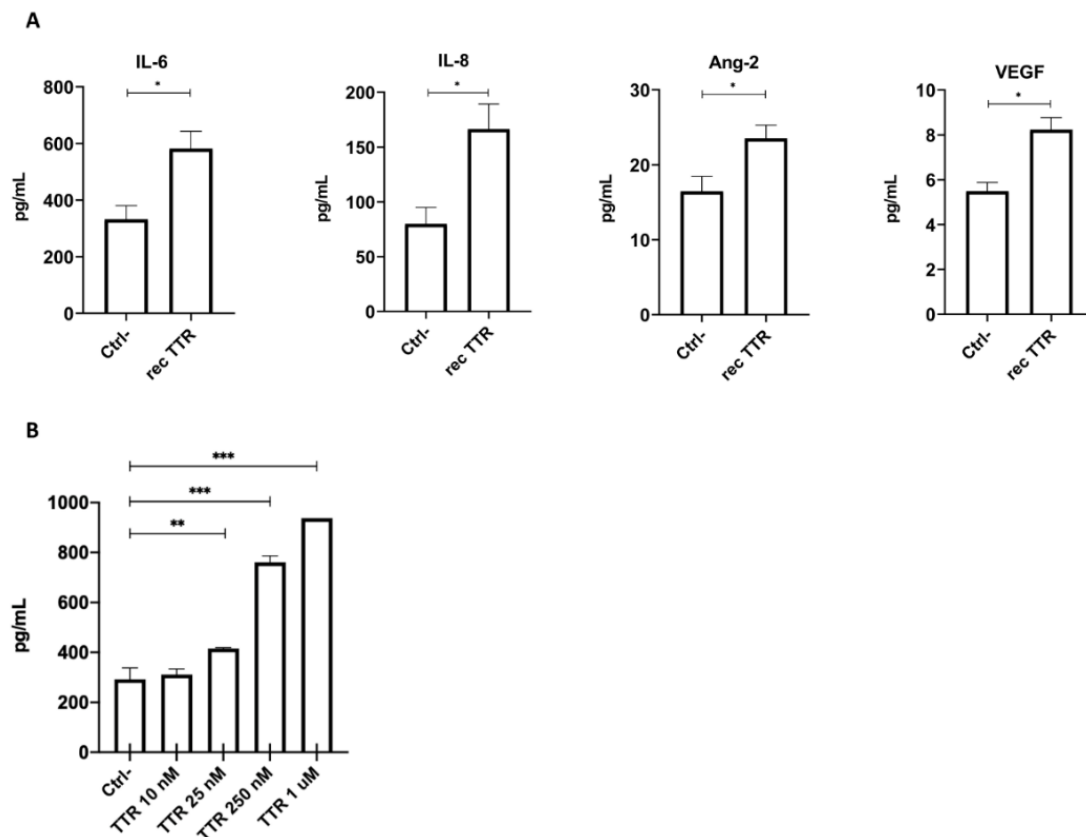 A
IL-6
*
800
600
400
200
0
pg/mL
Ctrl-
rec TTR
IL-8
*
200
150
100
50
0
pg/mL
Ctrl-
rec TTR
Ang-2
*
30
20
10
0
pg/mL
Ctrl-
rec TTR
VEGF
*
10
8
6
4
2
0
pg/mL
Ctrl-
rec TTR
B
***
***
**
1000
800
600
400
200
0
pg/mL
Ctrl-
TTR 10 nM
TTR 25 nM
TTR 250 nM
TTR 1 uM